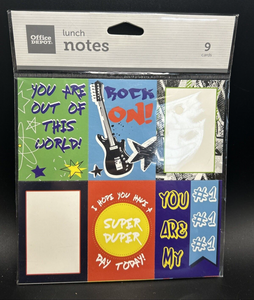 Office
DEPOT
lunch
notes
9
cards
YOU ARE
OUT OF
THIS
WORLD!
ROCK
ON!
I HOPE YOU HAVE A
SUPER
DUPER
DAY TODAY!
YOU
ARE
MY
#1
#1
#1